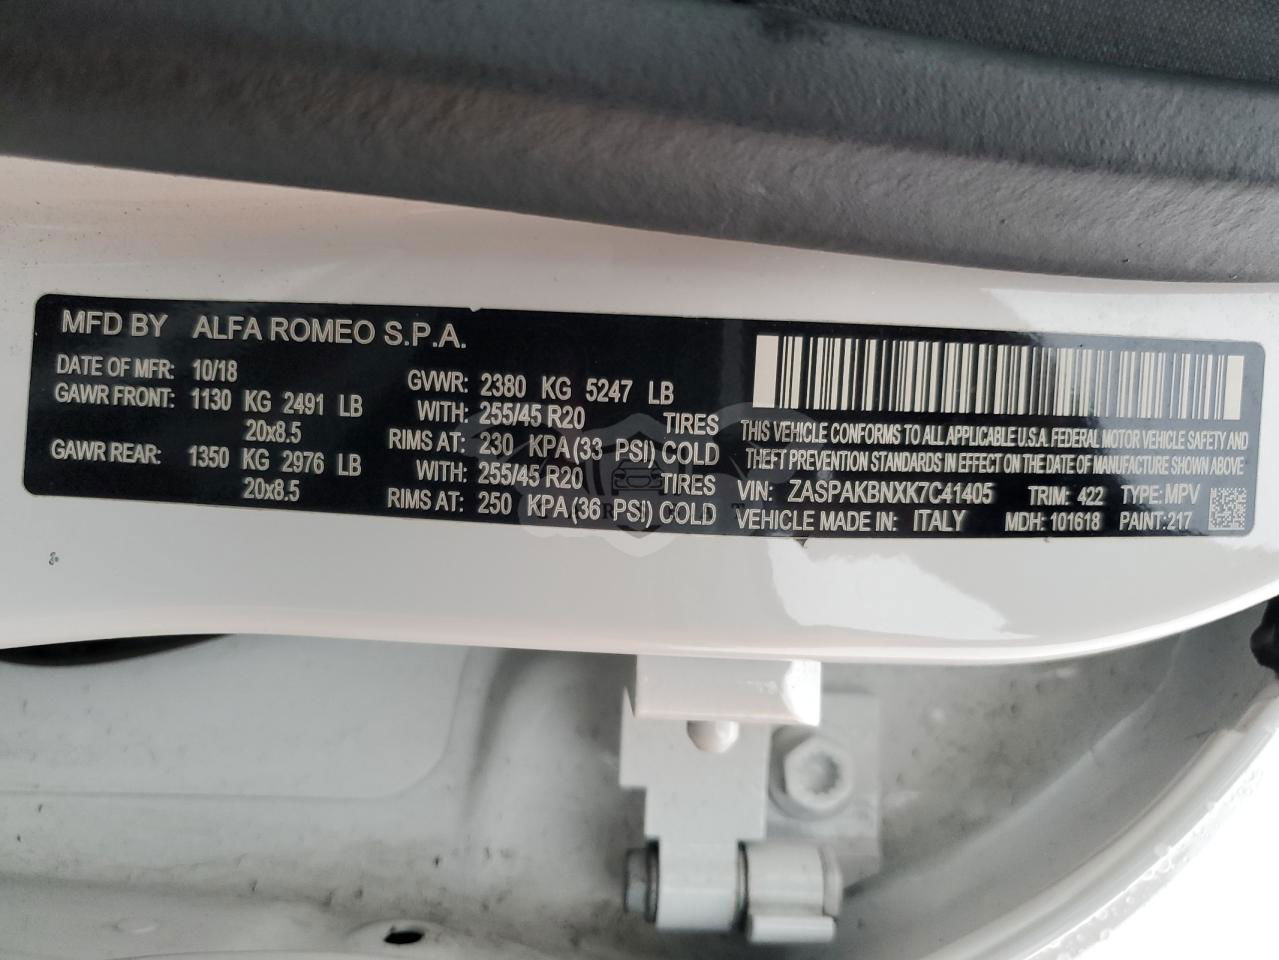 MFD BY ALFA ROMEO S.P.A.
DATE OF MFR: 10/18
GAWR FRONT: 1130 KG 2491 LB
20x8.5
GAWR REAR: 1350 KG 2976 LB
20x8.5
GVWR: 2380 KG 5247 LB
WITH: 255/45 R20 TIRES
RIMS AT: 230 KPA (33 PSI) COLD
WITH: 255/45 R20 TIRES
RIMS AT: 250 KPA (36 PSI) COLD
THIS VEHICLE CONFORMS TO ALL APPLICABLE U.S.A. FEDERAL MOTOR VEHICLE SAFETY AND
THEFT PREVENTION STANDARDS IN EFFECT ON THE DATE OF MANUFACTURE SHOWN ABOVE
VIN: ZASPAKBNXK7C41405 TRIM: 422 TYPE: MPV
VEHICLE MADE IN: ITALY MDH: 101618 PAINT: 217